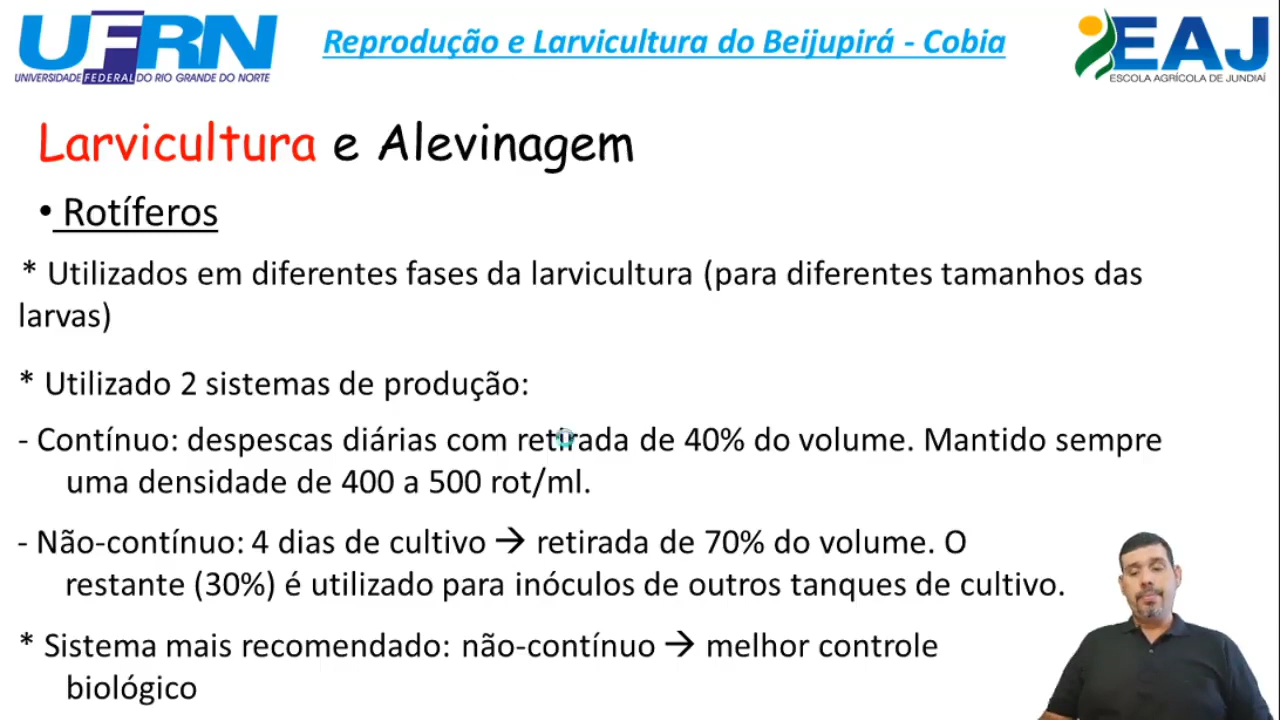 UFRN
UNIVERSIDADE FEDERAL DO RIO GRANDE DO NORTE
Reprodução e Larvicultura do Beijupirá - Cobia
EAJ
ESCOLA AGRÍCOLA DE JUNDIAÍ
Larvicultura e Alevinagem
• Rotíferos
* Utilizados em diferentes fases da larvicultura (para diferentes tamanhos das
larvas)
* Utilizado 2 sistemas de produção:
- Contínuo: despescas diárias com retirada de 40% do volume. Mantido sempre
uma densidade de 400 a 500 rot/ml.
- Não-contínuo: 4 dias de cultivo → retirada de 70% do volume. O
restante (30%) é utilizado para inóculos de outros tanques de cultivo.
* Sistema mais recomendado: não-contínuo → melhor controle
biológico